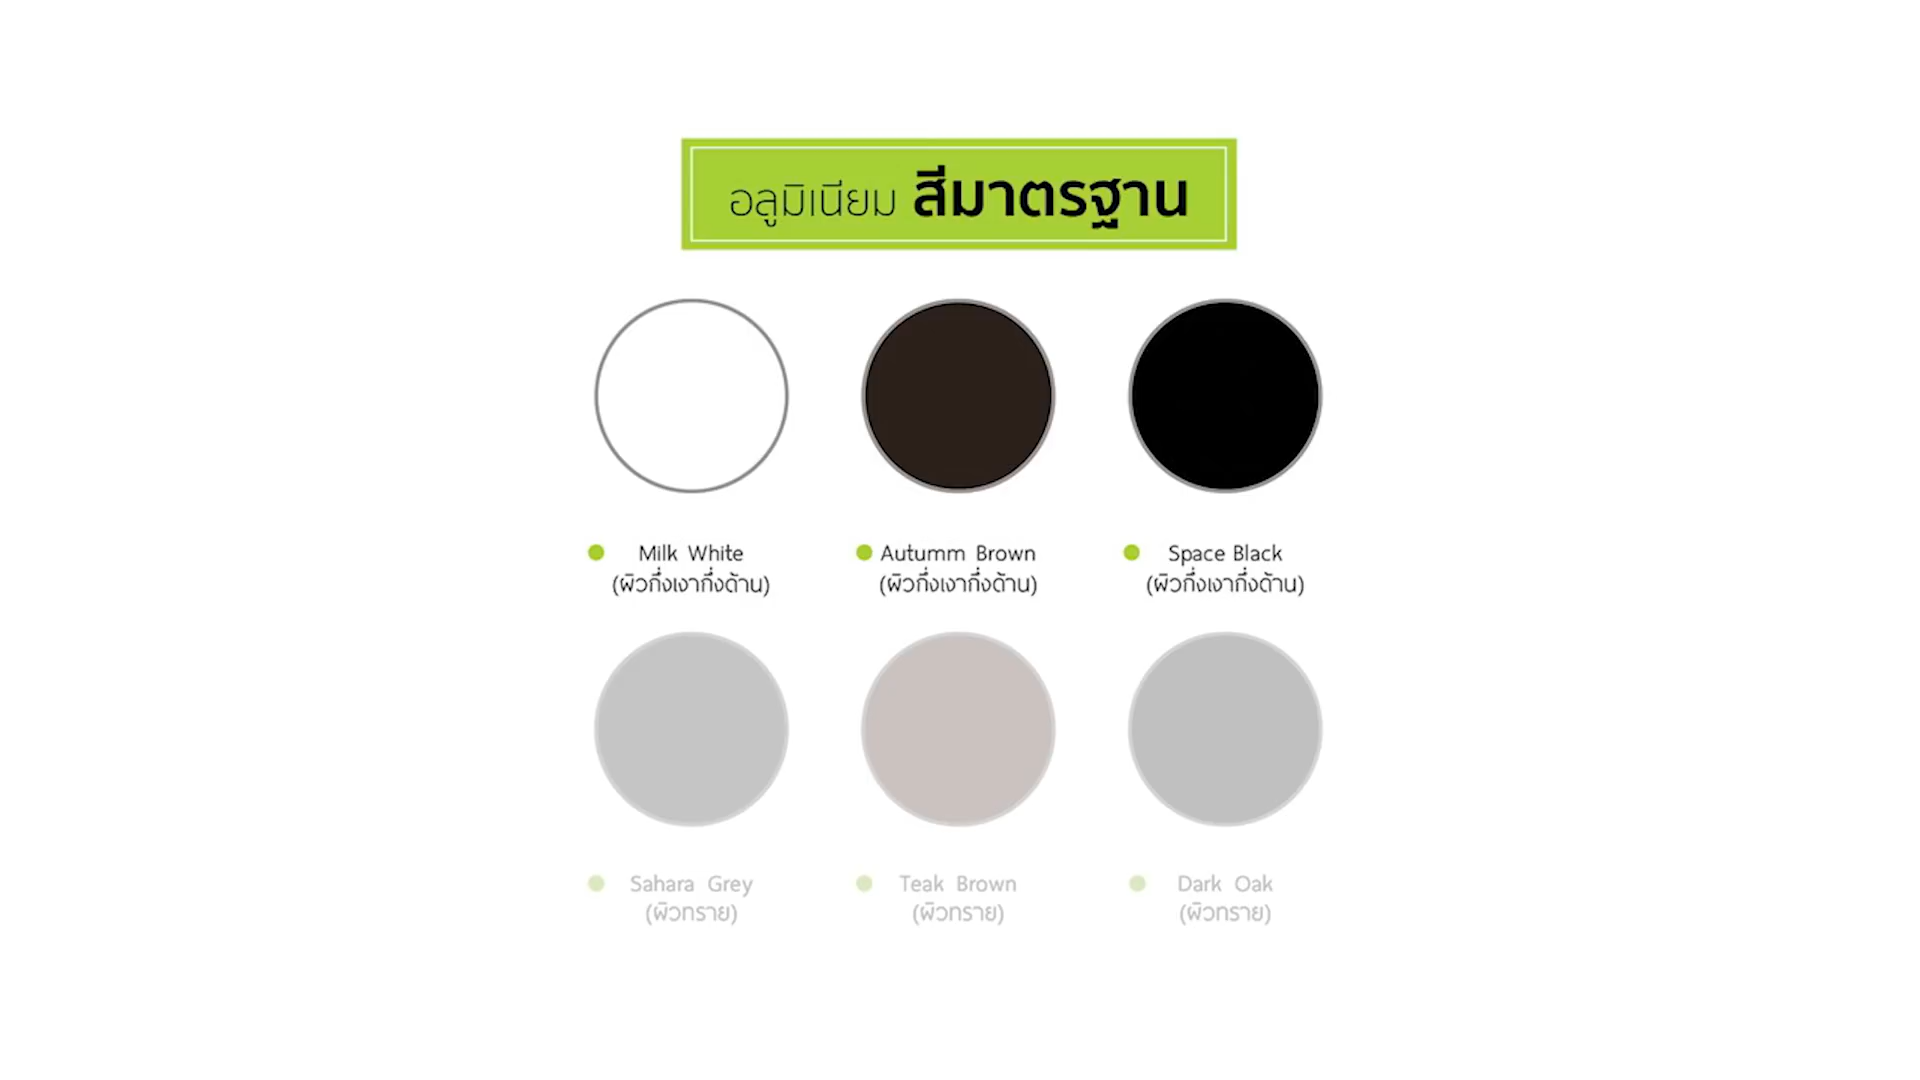 อลูมิเนียม สีมาตรฐาน
Milk White
(ผิวกึ่งเงากึ่งด้าน)
Autumm Brown
(ผิวกึ่งเงากึ่งด้าน)
Space Black
(ผิวกึ่งเงากึ่งด้าน)
Sahara Grey
(ผิวทราย)
Teak Brown
(ผิวทราย)
Dark Oak
(ผิวทราย)